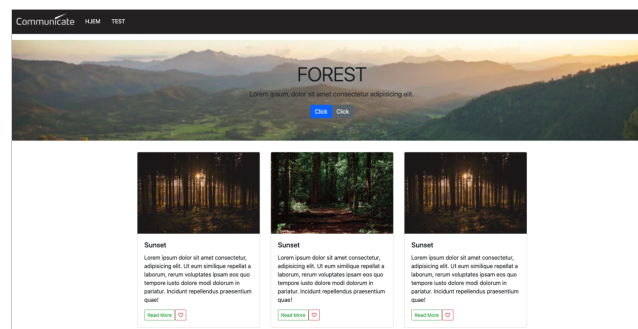 Communicate HJEM TEST
FOREST
Lorem ipsum, dolor sit amet consectetur adipisicing elit.
Click Click
Sunset
Lorem ipsum dolor sit amet consectetur,
adipisicing elit. Ut eum similique repellat a
laborum, rerum voluptates ipsam eos quo
tempore iusto dolore modi dolorum in
pariatur. Incidunt repellendus praesentium
quae!
Read More
Sunset
Lorem ipsum dolor sit amet consectetur,
adipisicing elit. Ut eum similique repellat a
laborum, rerum voluptates ipsam eos quo
tempore iusto dolore modi dolorum in
pariatur. Incidunt repellendus praesentium
quae!
Read More
Sunset
Lorem ipsum dolor sit amet consectetur,
adipisicing elit. Ut eum similique repellat a
laborum, rerum voluptates ipsam eos quo
tempore iusto dolore modi dolorum in
pariatur. Incidunt repellendus praesentium
quae!
Read More